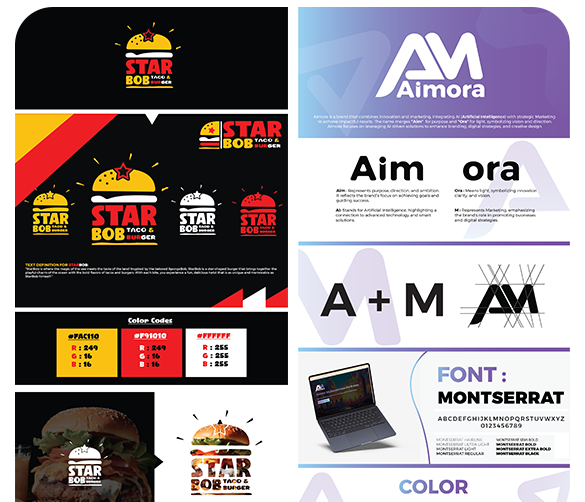 STAR
BOB TACO &
BURGER
STAR
BOB TACO &
BURGER
STAR
BOB TACO &
BURGER
STAR
BOB TACO &
BURGER
STAR
BOB TACO &
BURGER
STAR
BOB TACO &
BURGER
TEXT DEFINITION FOR STARBOB:
Color Codes
#FAC110
R : 249
G : 16
B : 16
#F91010
R : 249
G : 16
B : 16
#FFFFFF
R : 255
G : 255
B : 255
STAR
BOB TACO &
BURGER
STAR
BOB TACO &
BURGER
AM
Aimora
Aimora is a brand that combines innovation and marketing, integrating AI (Artificial Intelligence) with strategic Marketing
to achieve impactful results. The name merges "Aim" for purpose and "Ora" for light, symbolizing vision and direction.
Aimora focuses on leveraging AI-driven solutions to enhance branding, digital strategies, and creative design
Aim ora
Aim : Represents purpose, direction, and ambition.
It reflects the brand's focus on achieving goals and
guiding success.
Ai: Stands for Artificial Intelligence, highlighting a
connection to advanced technology, and smart
solutions.
Ora : Means light, symbolizing innovation,
clarity, and vision.
M : Represents Marketing, emphasizing
the brand's role in promoting businesses
and digital strategies.
A + M
AM
FONT :
MONTSERRAT
ABCDEFGHIJKLMNOPQRSTUVWXYZ
0123456789
MONTSERRAT HAIRLINE
MONTSERRAT ULTRA LIGHT
MONTSERRAT LIGHT
MONTSERRAT REGULAR
MONTSERRAT SEMI BOLD
MONTSERRAT BOLD
MONTSERRAT EXTRA BOLD
MONTSERRAT BLACK
COLOR